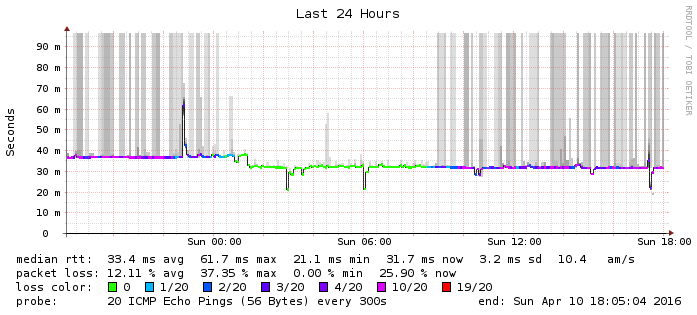 Last 24 Hours
RRDTOOL / TOBI OETIKER
Seconds
90 m
80 m
70 m
60 m
50 m
40 m
30 m
20 m
10 m
0
Sun 00:00 Sun 06:00 Sun 12:00 Sun 18:00
median rtt: 33.4 ms avg 61.7 ms max 21.1 ms min 31.7 ms now 3.2 ms sd 10.4 am/s
packet loss: 12.11 % avg 37.35 % max 0.00 % min 25.90 % now
loss color: 0 1/20 2/20 3/20 4/20 10/20 19/20
probe: 20 ICMP Echo Pings (56 Bytes) every 300s end: Sun Apr 10 18:05:04 2016